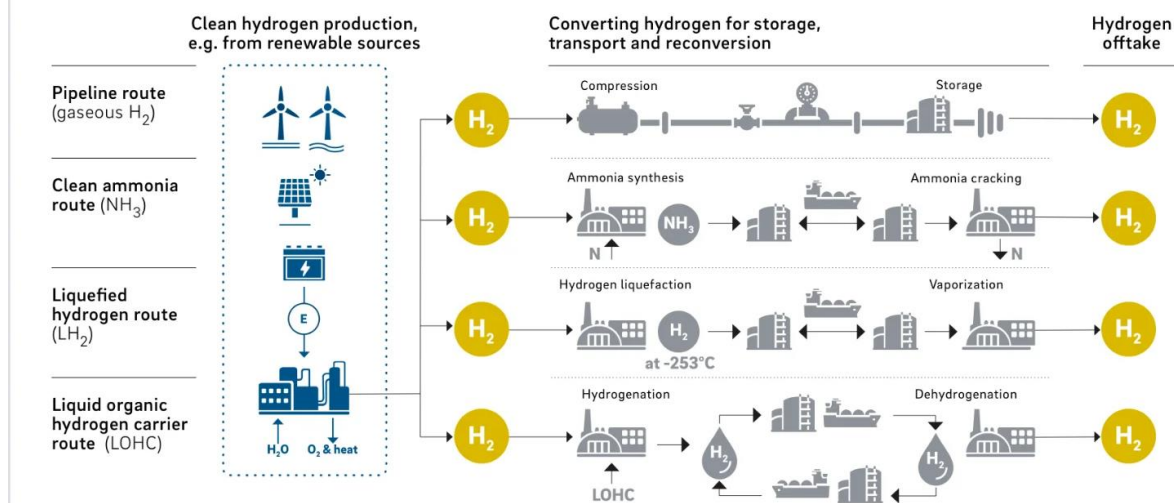 Clean hydrogen production,
e.g. from renewable sources
Converting hydrogen for storage,
transport and reconversion
Hydrogen
offtake
Pipeline route
(gaseous H₂)
H₂
Compression
Storage
H₂
Clean ammonia
route (NH₃)
H₂
Ammonia synthesis
NH₃
N
Ammonia cracking
N
H₂
Liquefied
hydrogen route
(LH₂)
E
H₂
Hydrogen liquefaction
H₂
at -253°C
Vaporization
H₂
Liquid organic
hydrogen carrier
route (LOHC)
H₂O
O₂ & heat
H₂
Hydrogenation
LOHC
H₂
Dehydrogenation
H₂
H₂